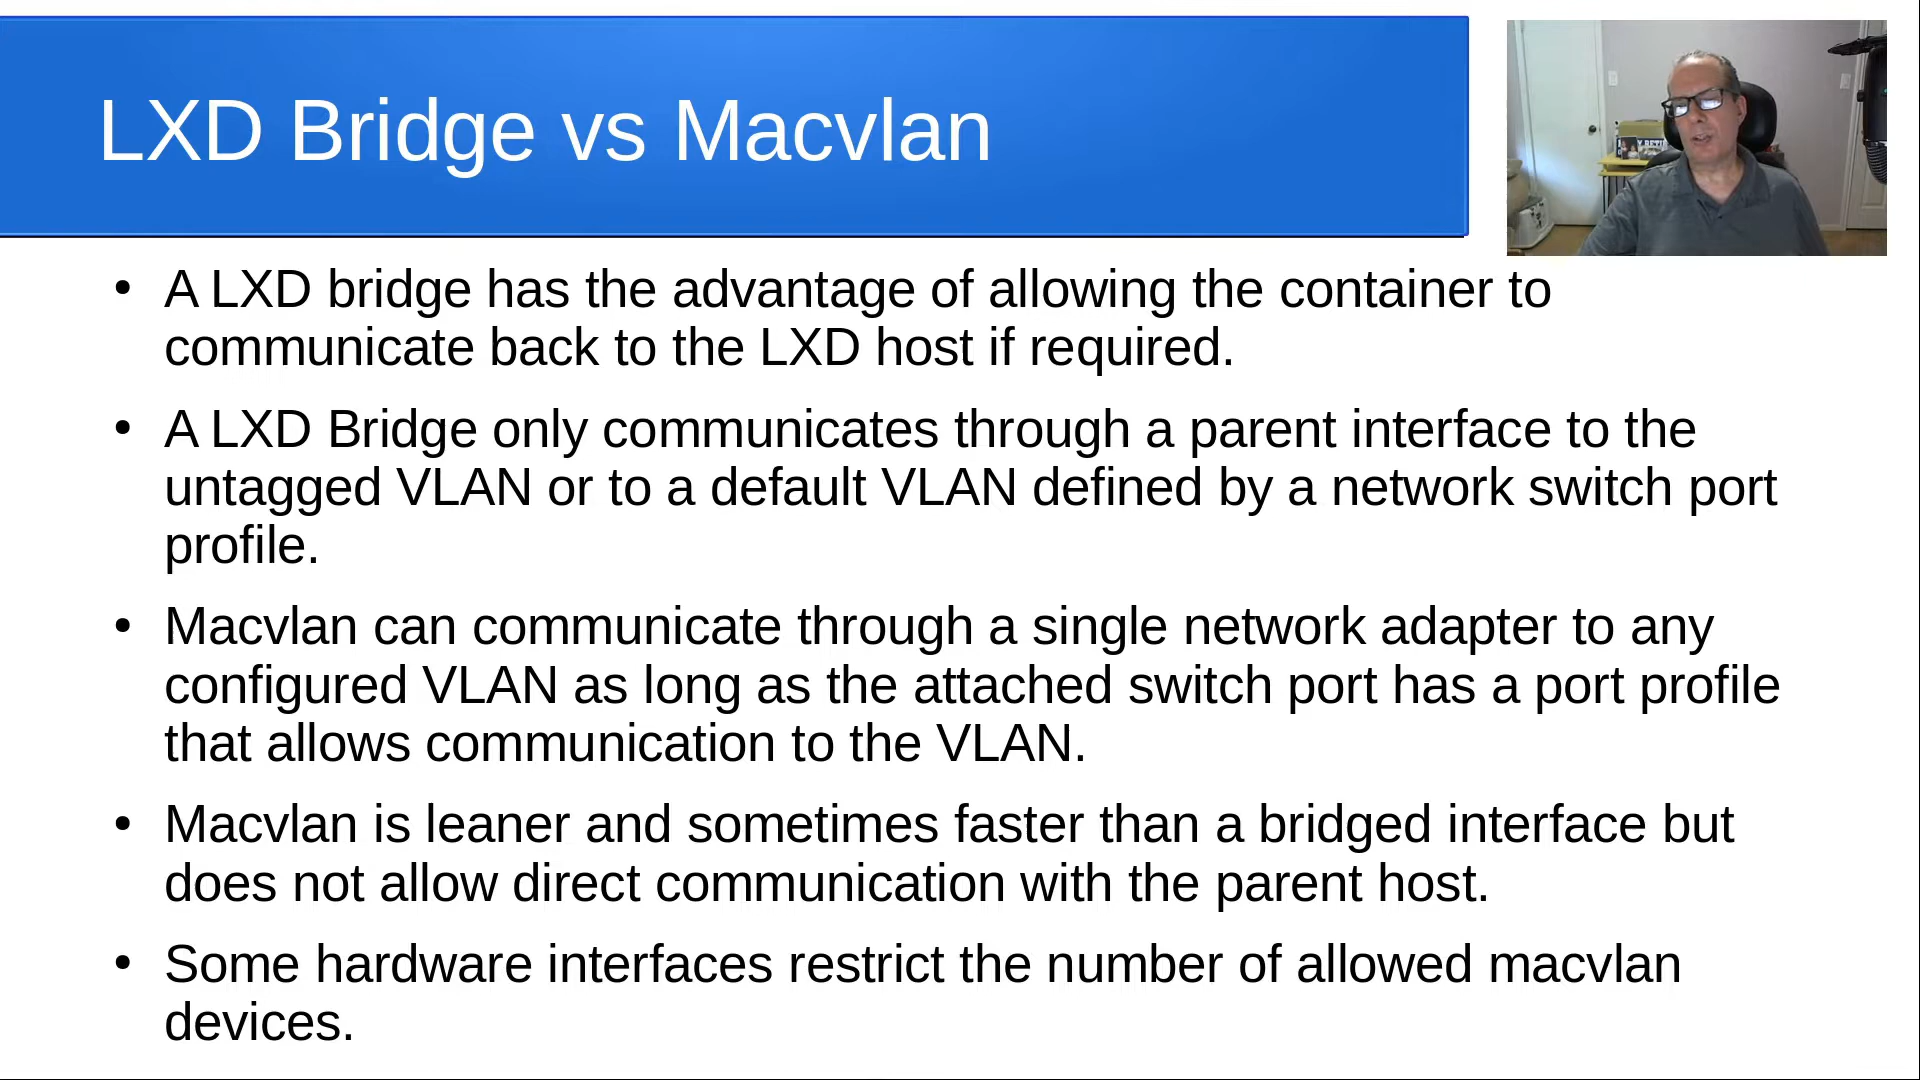 LXD Bridge vs Macvlan
• A LXD bridge has the advantage of allowing the container to
communicate back to the LXD host if required.
• A LXD Bridge only communicates through a parent interface to the
untagged VLAN or to a default VLAN defined by a network switch port
profile.
• Macvlan can communicate through a single network adapter to any
configured VLAN as long as the attached switch port has a port profile
that allows communication to the VLAN.
• Macvlan is leaner and sometimes faster than a bridged interface but
does not allow direct communication with the parent host.
• Some hardware interfaces restrict the number of allowed macvlan
devices.